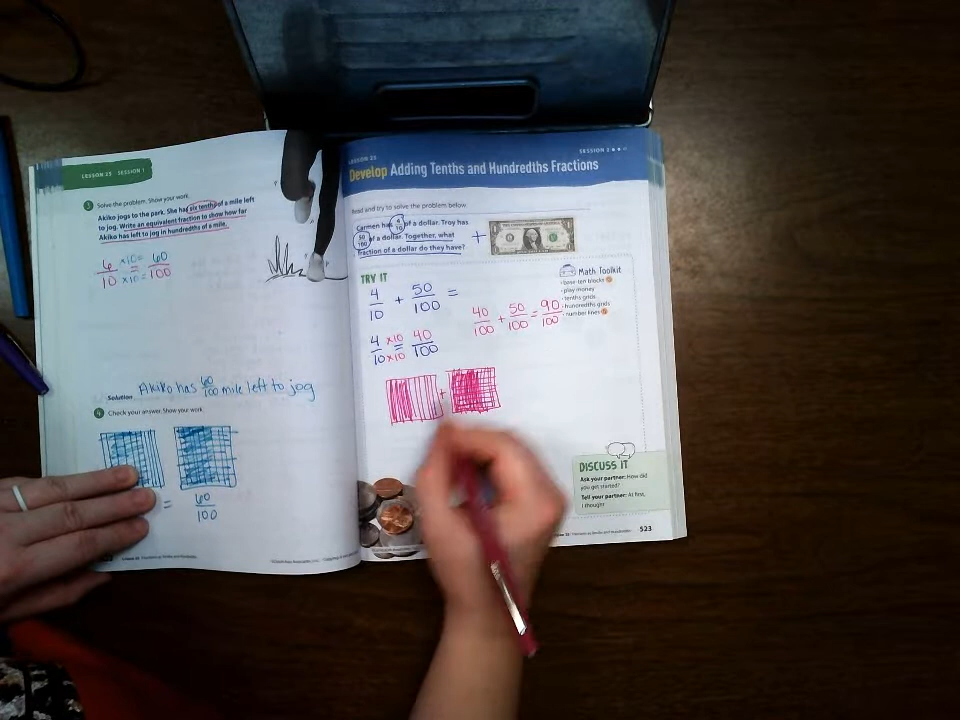 LESSON 25 SESSION 1
3 Solve the problem. Show your work.
Akiko jogs to the park. She has six tenths of a mile left
to jog. Write an equivalent fraction to show how far
Akiko has left to jog in hundredths of a mile.
6/10 ×10 = ×10 = 60/100
Solution Akiko has 60/100 mile left to jog
4 Check your answer. Show your work.
= 60/100
SESSION 2
Develop Adding Tenths and Hundredths Fractions
Read and try to solve the problem below.
Carmen has 4/10 of a dollar. Troy has
50/100 of a dollar. Together, what
fraction of a dollar do they have?
+
TRY IT
Math Toolkit
• base-ten blocks
• play money
• tenths grids
• hundredths grids
• number lines
4/10 + 50/100 =
40/100 + 50/100 = 90/100
4/10 ×10 = ×10 40/100
+
DISCUSS IT
Ask your partner: How did
you get started?
Tell your partner: At first,
I thought
523